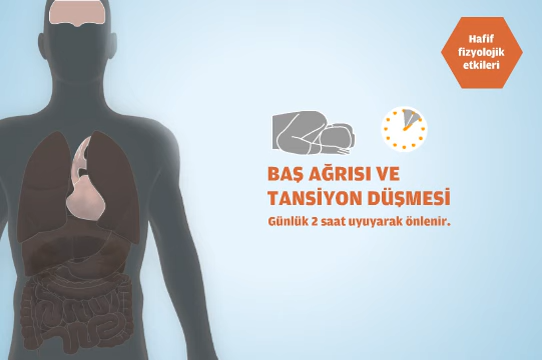 Hafif
fizyolojik
etkileri
BAŞ AĞRISI VE
TANSİYON DÜŞMESİ
Günlük 2 saat uyuyarak önlenir.